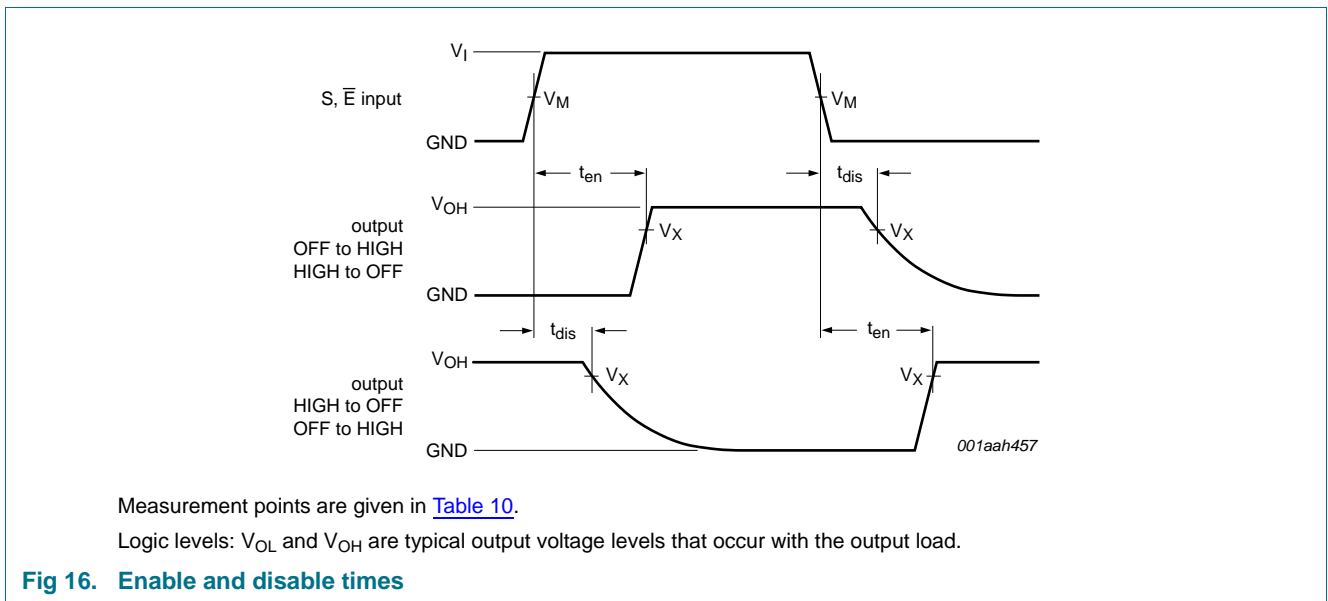 V_I
S, E̅ input
V_M
V_M
GND
t_en
t_dis
V_OH
output
OFF to HIGH
HIGH to OFF
V_X
V_X
GND
t_dis
t_en
V_OH
output
HIGH to OFF
OFF to HIGH
V_X
V_X
GND
001aah457
Measurement points are given in Table 10.
Logic levels: V_OL and V_OH are typical output voltage levels that occur with the output load.
Fig 16. Enable and disable times